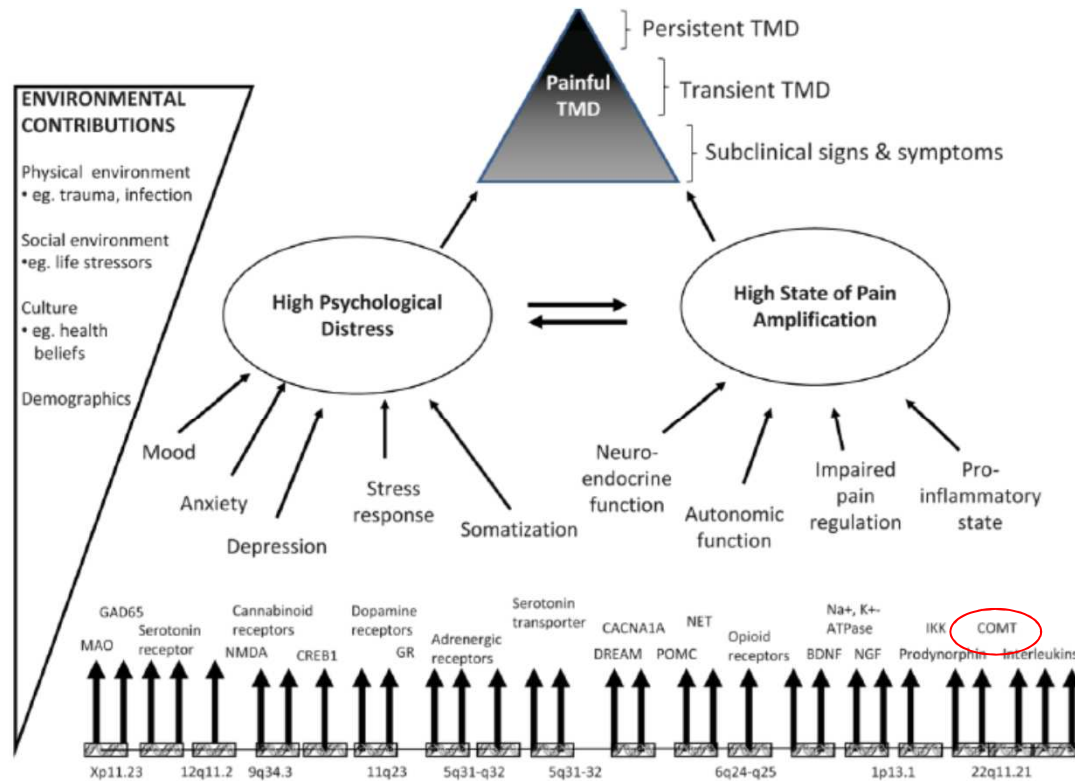 Persistent TMD
Painful
TMD
Transient TMD
Subclinical signs & symptoms
ENVIRONMENTAL
CONTRIBUTIONS
Physical environment
• eg. trauma, infection
Social environment
•eg. life stressors
Culture
• eg. health
beliefs
Demographics
High Psychological
Distress
High State of Pain
Amplification
Mood
Anxiety
Depression
Stress
response
Somatization
Neuro-
endocrine
function
Autonomic
function
Impaired
pain
regulation
Pro-
inflammatory
state
GAD65
MAO
Serotonin
receptor
Cannabinoid
receptors
NMDA
CREB1
Dopamine
receptors
GR
Adrenergic
receptors
Serotonin
transporter
CACNA1A
DREAM
POMC
NET
Opioid
receptors
Na+, K+-
ATPase
BDNF
NGF
IKK
Prodynorphin
COMT
Interleukins
Xp11.23
12q11.2
9q34.3
11q23
5q31-q32
5q31-32
6q24-q25
1p13.1
22q11.21